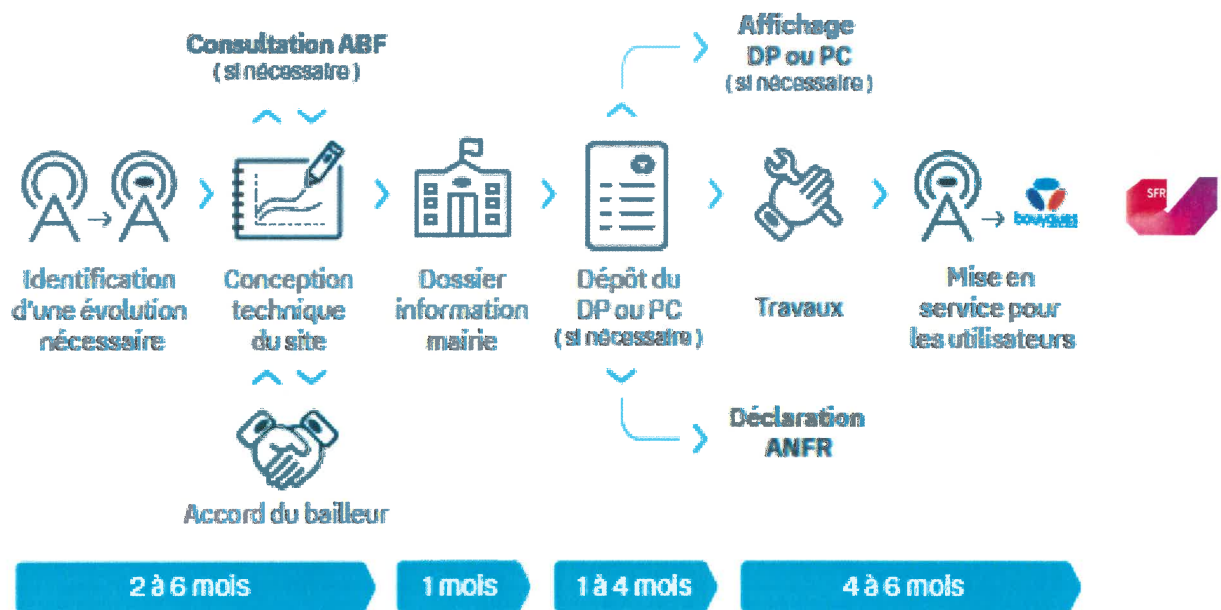 Consultation ABF
( si nécessaire )
Affichage
DP ou PC
( si nécessaire )
Identification
d'une évolution
nécessaire
Conception
technique
du site
Dossier
information
mairie
Dépôt du
DP ou PC
( si nécessaire )
Travaux
bouygues
SFR
Mise en
service pour
les utilisateurs
Accord du bailleur
Déclaration
ANFR
2 à 6 mois
1 mois
1 à 4 mois
4 à 6 mois